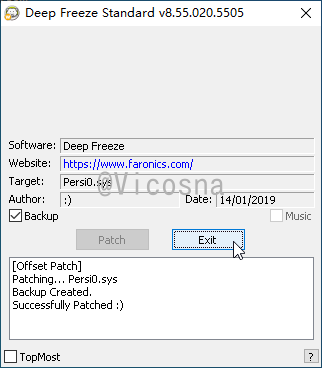 Deep Freeze Standard v8.55.020.5505
Software: Deep Freeze
Website: https://www.faronics.com/
Target: Persi0.sys
@Vicosna
Author: :) Date: 14/01/2019
Backup Music
Patch Exit
[Offset Patch]
Patching... Persi0.sys
Backup Created.
Successfully Patched :)
TopMost ?